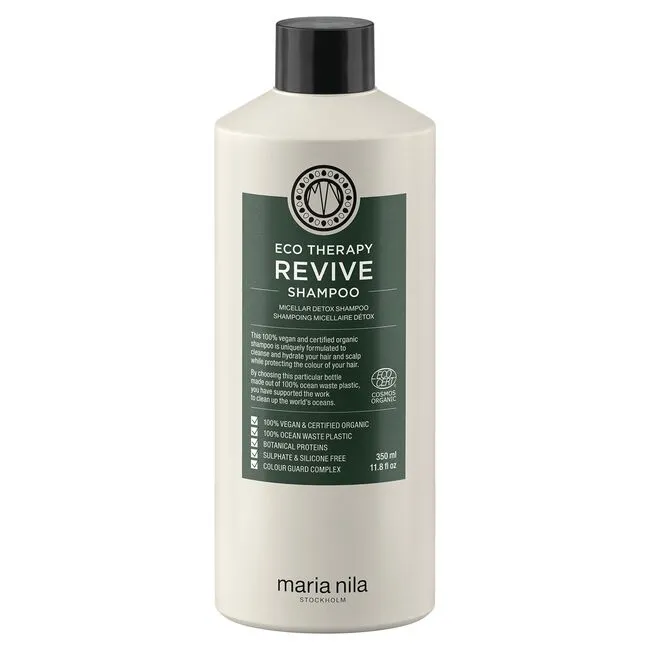 ECO THERAPY
REVIVE
SHAMPOO
MICELLAR DETOX SHAMPOO
SHAMPOING MICELLAIRE DÉTOX
This 100% vegan and certified organic
shampoo is uniquely formulated to
cleanse and hydrate your hair and scalp
while protecting the colour of your hair.
By choosing this particular bottle
made out of 100% ocean waste plastic,
you have supported the work
to clean up the world's oceans.
ECO
CERT
COSMOS
ORGANIC
100% VEGAN & CERTIFIED ORGANIC
100% OCEAN WASTE PLASTIC
BOTANICAL PROTEINS
SULPHATE & SILICONE FREE
COLOUR GUARD COMPLEX
350 ml
11.8 fl oz
maria nila
STOCKHOLM